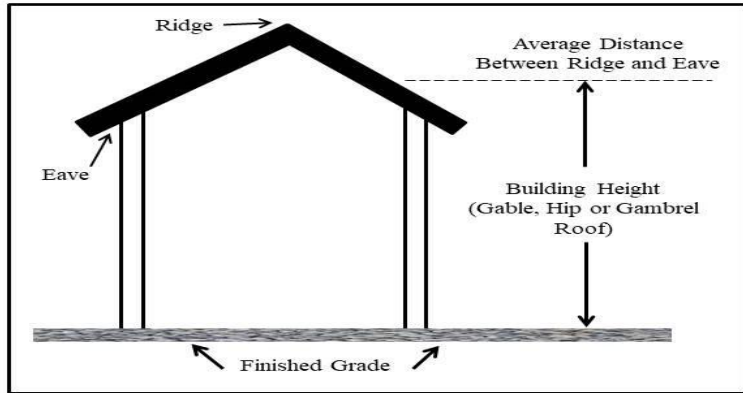 Ridge
Average Distance
Between Ridge and Eave
Eave
Building Height
(Gable, Hip or Gambrel
Roof)
Finished Grade